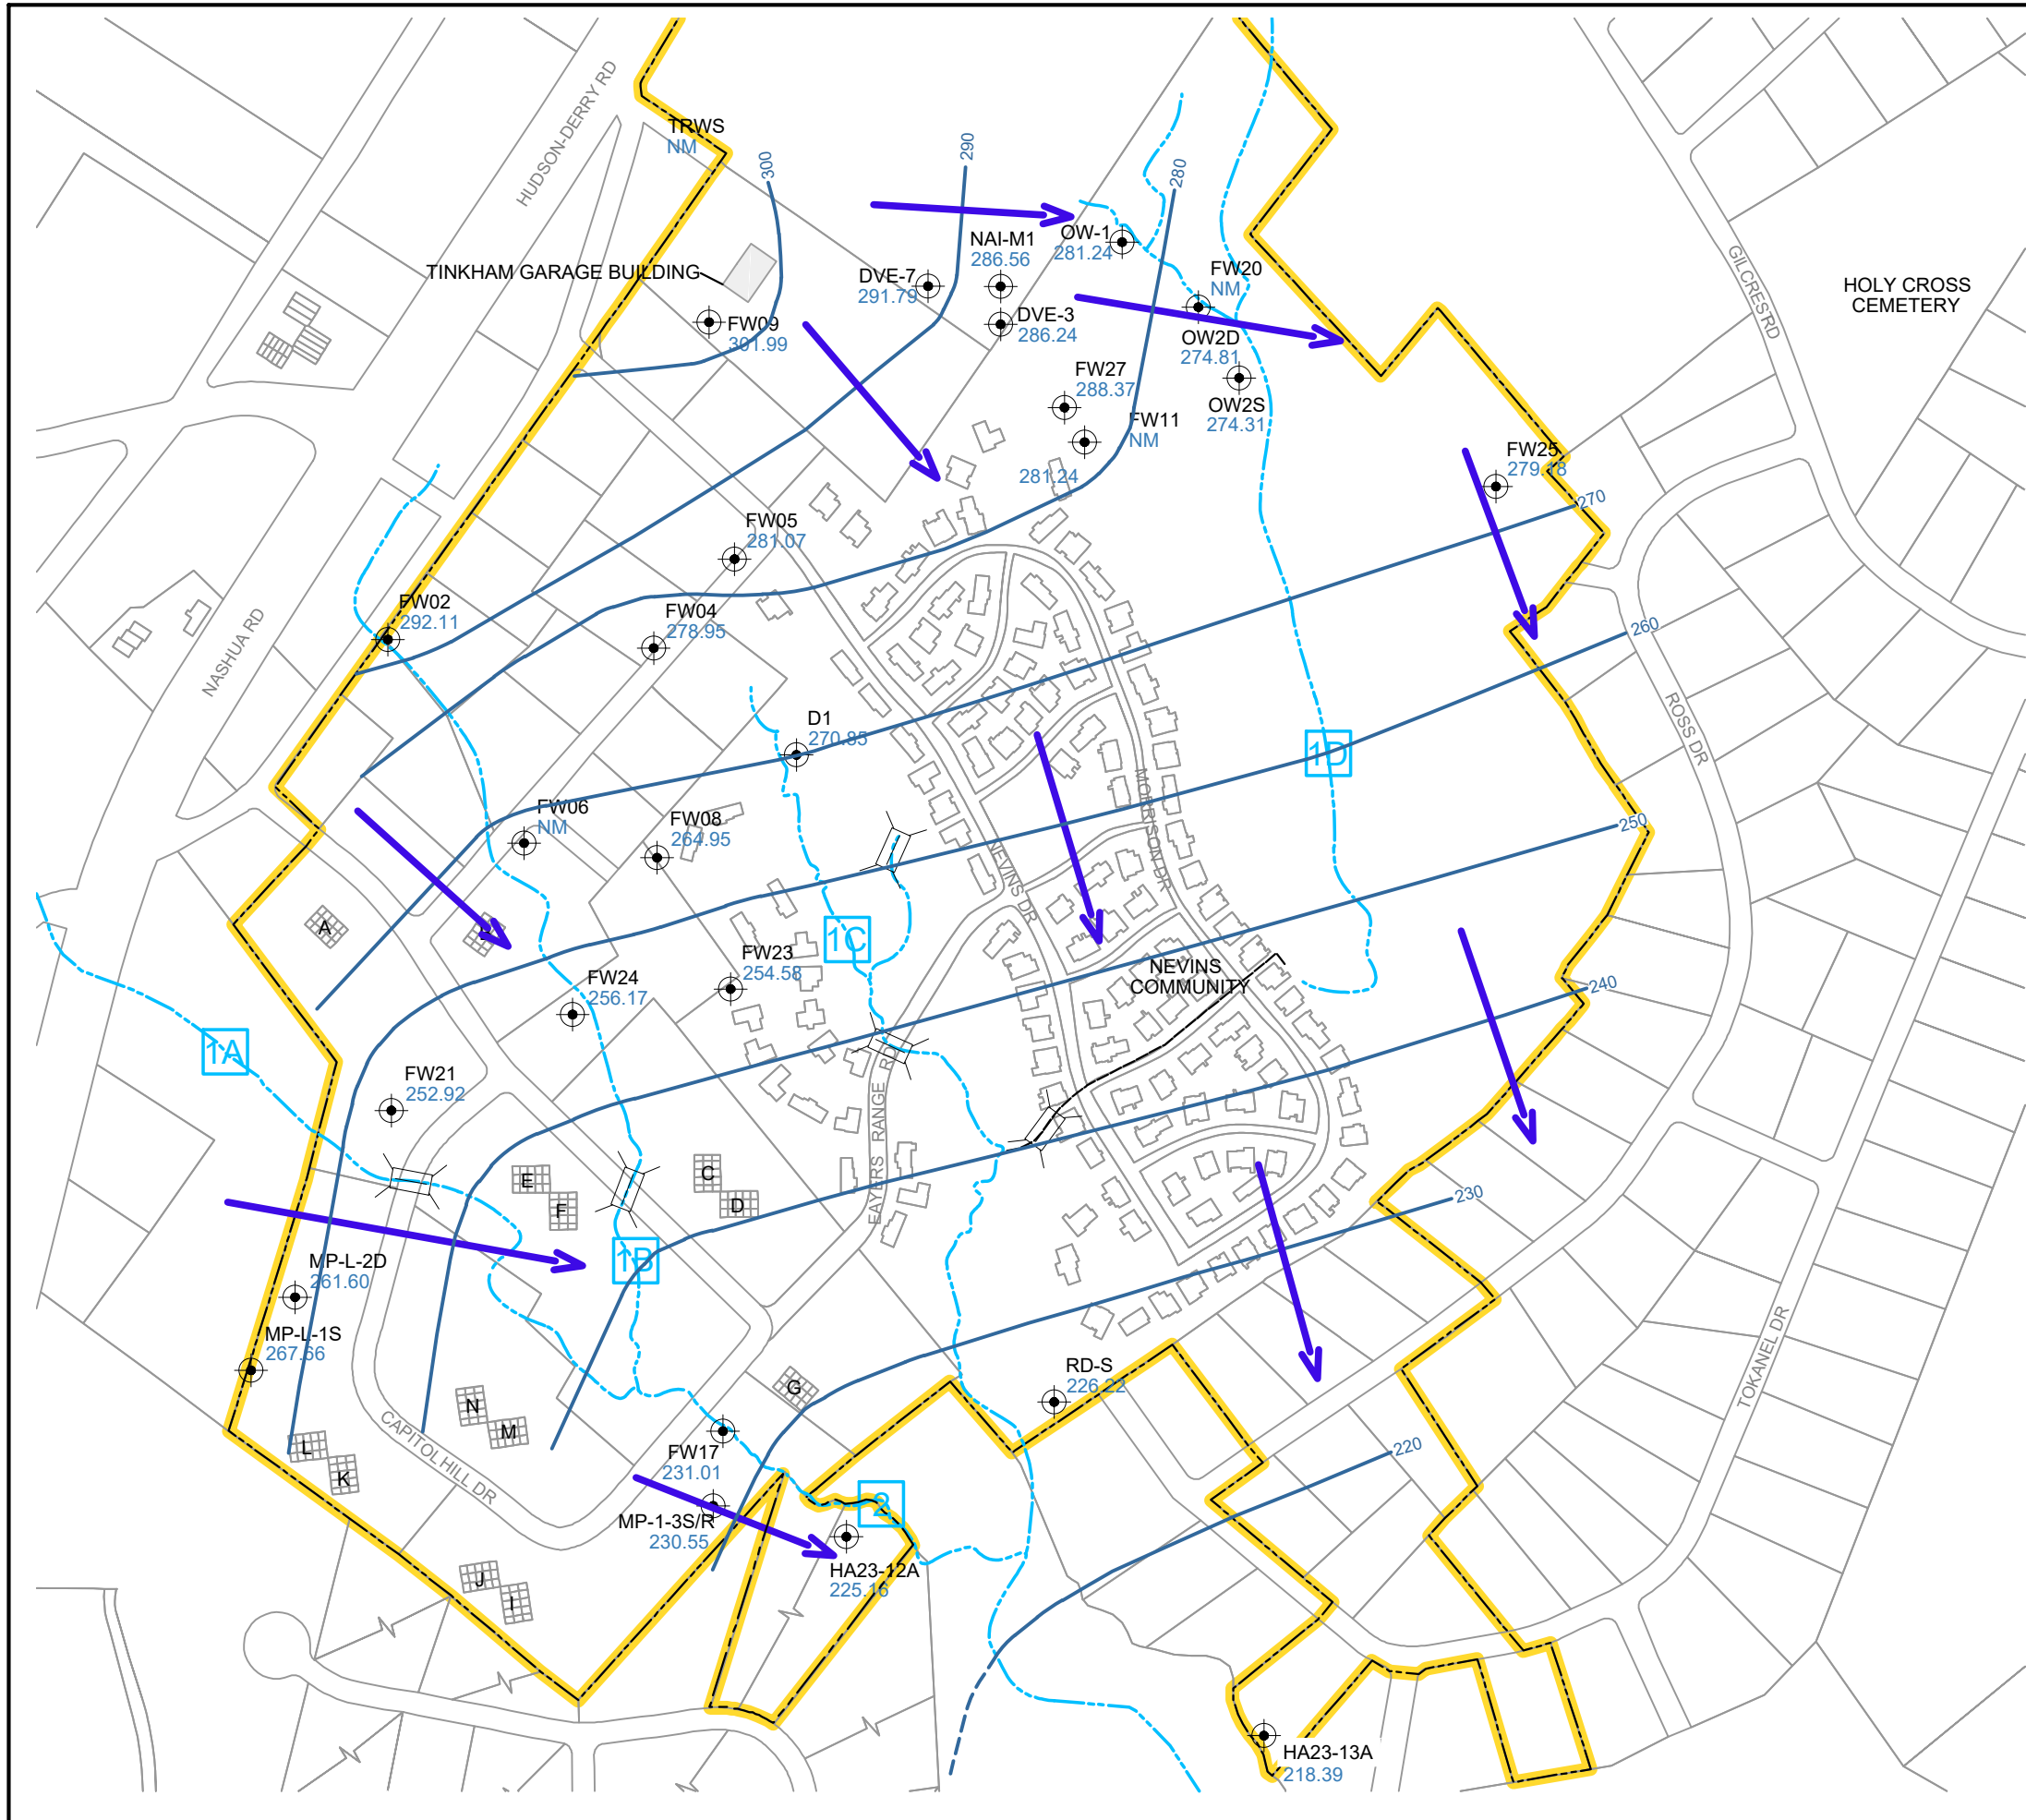 HUDSON-DERRY RD
TRWS
NM
300
290
280
TINKHAM GARAGE BUILDING
FW09
301.99
DVE-7
291.79
NAI-M1
286.56
OW-1
281.24
DVE-3
286.24
FW20
NM
OW2D
274.81
OW2S
274.31
FW27
288.37
FW11
NM
281.24
GILCREST RD
HOLY CROSS
CEMETERY
FW25
279.18
270
FW05
281.07
FW02
292.11
FW04
278.95
NASHUA RD
260
ROSS DR
D1
270.85
1D
MORRISON DR
FW06
NM
FW08
264.95
250
NEVINS DR
A
B
1C
FW23
254.58
NEVINS
COMMUNITY
FW24
256.17
240
1A
FW21
252.92
EAYERS RANGE RD
E
F
C
D
230
1B
MP-L-2D
261.60
MP-L-1S
267.66
TOKANEL DR
RD-S
226.22
G
N
M
CAPITOL HILL DR
L
K
FW17
231.01
220
MP-1-3S/R
230.55
2
HA23-12A
225.16
J
I
HA23-13A
218.39